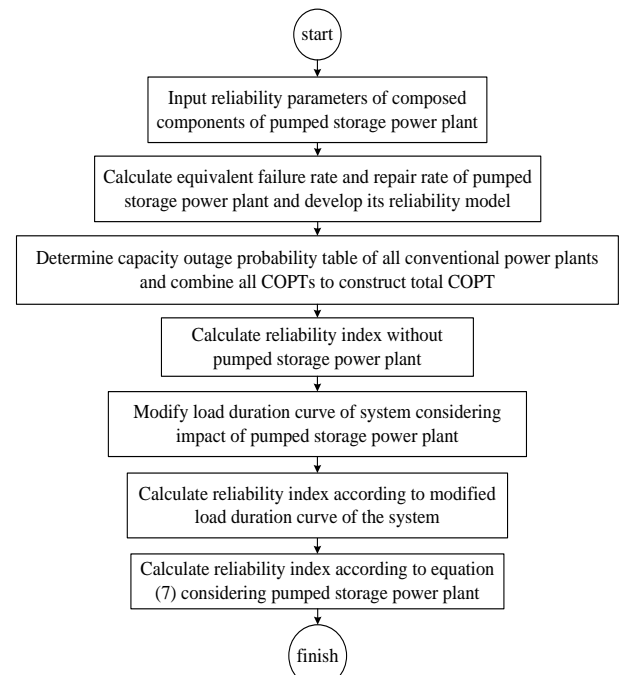 start
Input reliability parameters of composed
components of pumped storage power plant
Calculate equivalent failure rate and repair rate of pumped
storage power plant and develop its reliability model
Determine capacity outage probability table of all conventional power plants
and combine all COPTs to construct total COPT
Calculate reliability index without
pumped storage power plant
Modify load duration curve of system considering
impact of pumped storage power plant
Calculate reliability index according to modified
load duration curve of the system
Calculate reliability index according to equation
(7) considering pumped storage power plant
finish